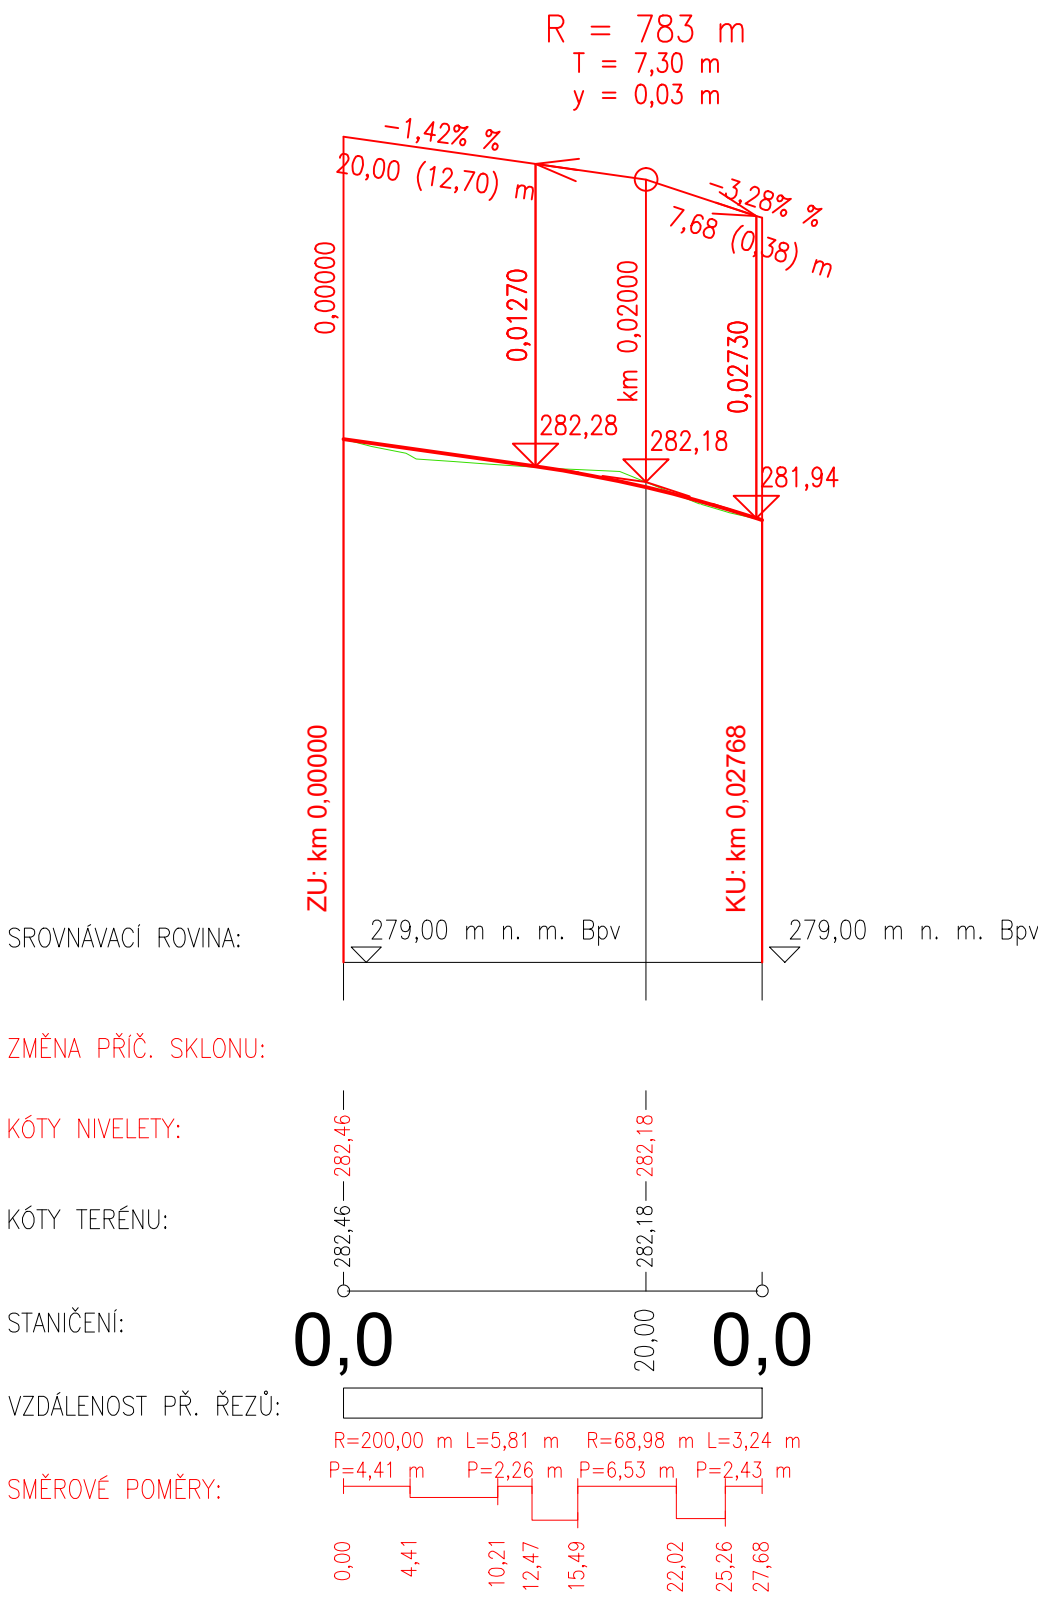 R = 783 m
T = 7,30 m
y = 0,03 m
-1,42% %
20,00 (12,70) m
-3,28% %
7,68 (0,38) m
0,00000
0,01270
km 0,02000
0,02730
282,28
282,18
281,94
ZU: km 0,00000
KU: km 0,02768
SROVNÁVACÍ ROVINA:
279,00 m n. m. Bpv
279,00 m n. m. Bpv
ZMĚNA PŘÍČ. SKLONU:
KÓTY NIVELETY:
282,46
282,18
KÓTY TERÉNU:
282,46
282,18
STANIČENÍ:
0,0
20,00
0,0
VZDÁLENOST PŘ. ŘEZŮ:
R=200,00 m L=5,81 m
R=68,98 m L=3,24 m
P=4,41 m
P=2,26 m
P=6,53 m
P=2,43 m
SMĚROVÉ POMĚRY:
0,00
4,41
10,21
12,47
15,49
22,02
25,26
27,68